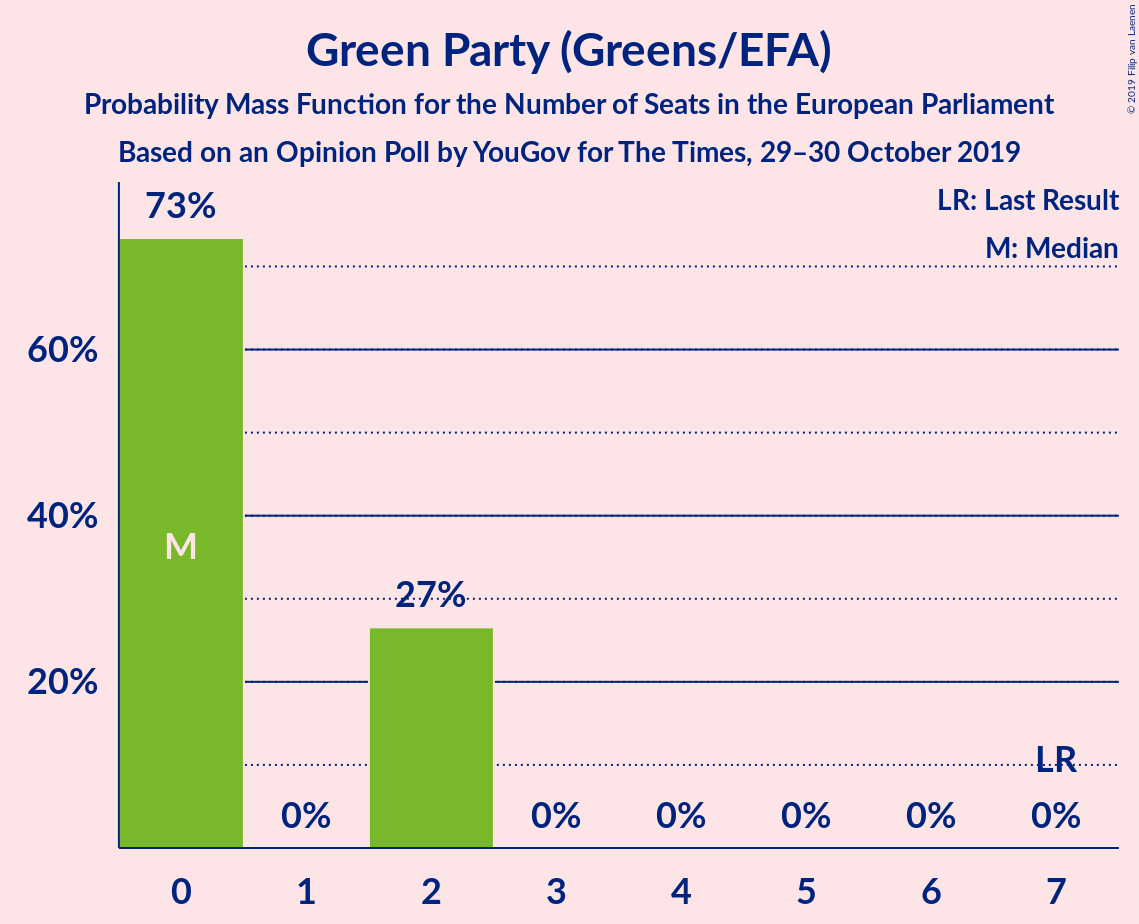 © 2019 Filip van Laenen
Green Party (Greens/EFA)
Probability Mass Function for the Number of Seats in the European Parliament
Based on an Opinion Poll by YouGov for The Times, 29–30 October 2019
LR: Last Result
M: Median
73%
60%
40%
M
27%
20%
LR
0% 0% 0% 0% 0% 0%
0 1 2 3 4 5 6 7